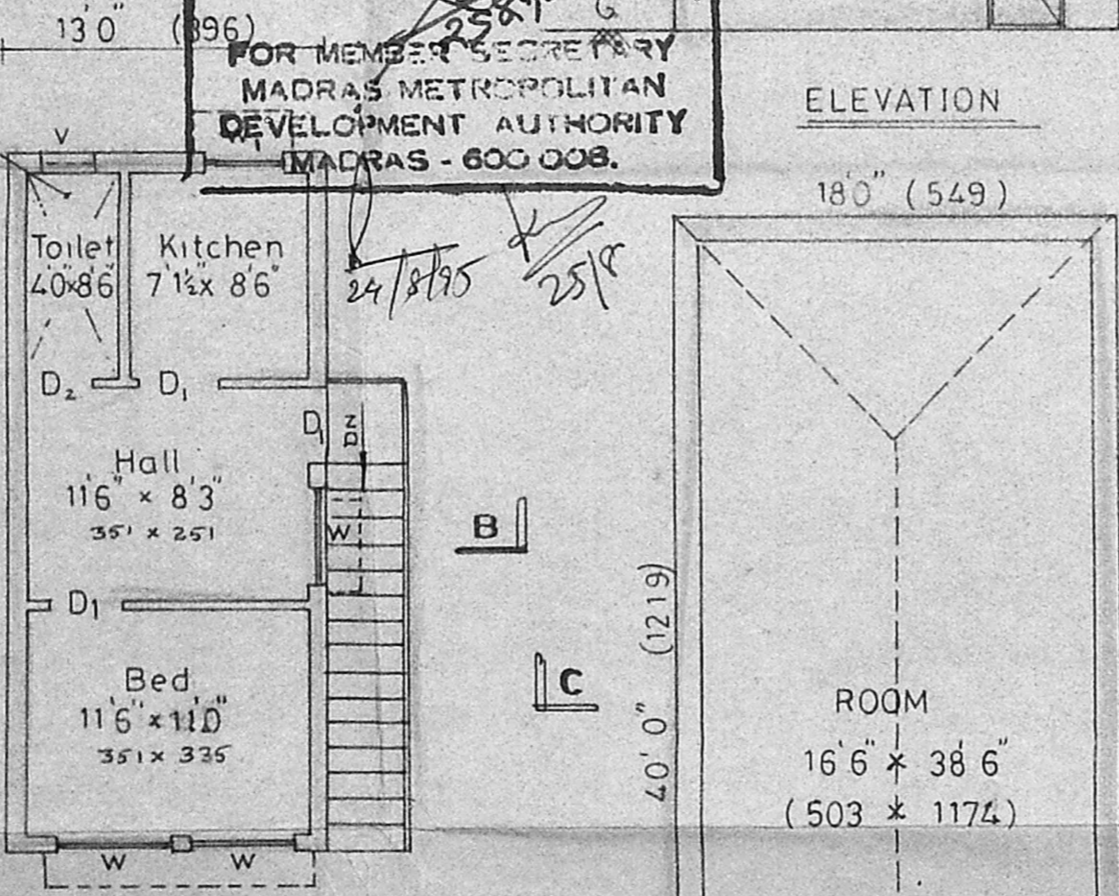 13'0" (396)
FOR MEMBER SECRETARY
MADRAS METROPOLITAN
DEVELOPMENT AUTHORITY
MADRAS - 600 008.
24/8/95
25/8
ELEVATION
V
Toilet
4'0"x8'6"
Kitchen
7'1½"x 8'6"
D2
D1
D1
Hall
11'6" x 8'3"
351 x 251
W
D1
Bed
11'6" x 11'0"
351 x 335
W
W
B
C
18'0" (549)
40'0" (1219)
ROOM
16'6" x 38'6"
(503 x 1174)